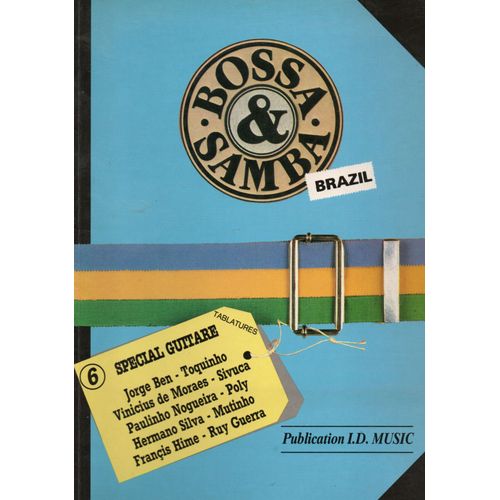 BOSSA
&
SAMBA
BRAZIL
TABLATURES
6 SPECIAL GUITARE
Jorge Ben - Toquinho
Vinicius de Moraes - Sivuca
Paulinho Nogueira - Poly
Hermano Silva - Mutinho
Françis Hime - Ruy Guerra
Publication I.D. MUSIC